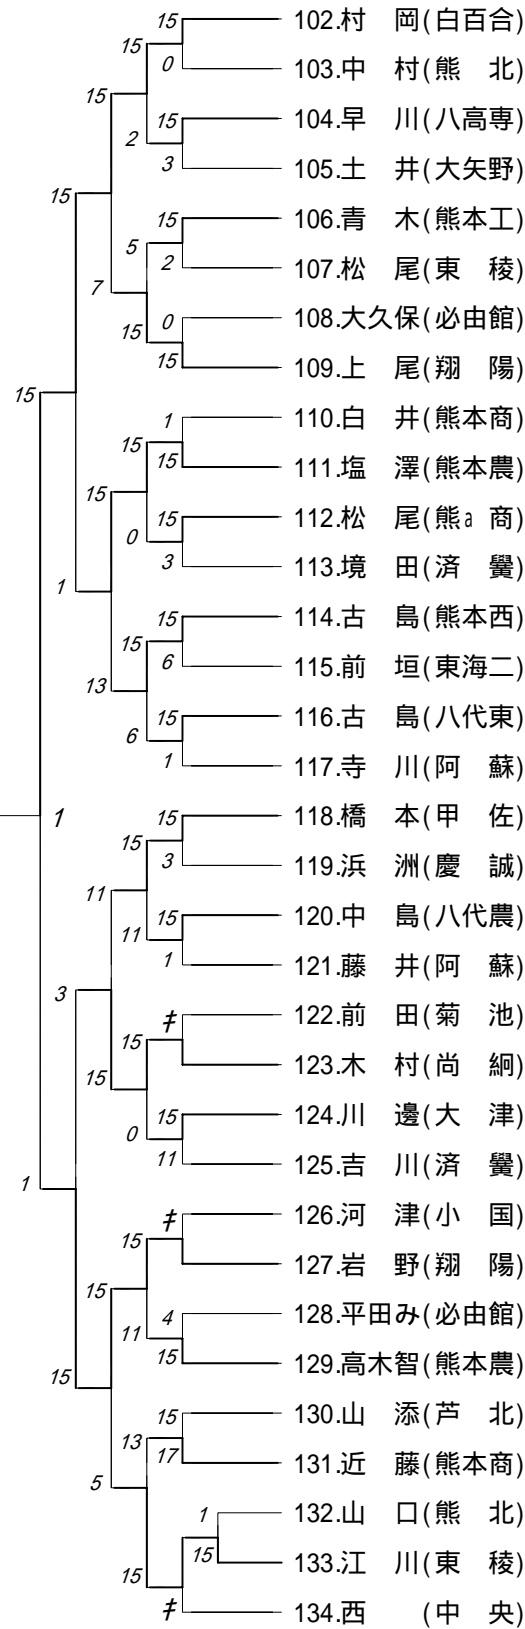 15 102.村　岡(白百合)
15
0 103.中　村(熊　北)
15
15 104.早　川(八高専)
2
3 105.土　井(大矢野)
15
15 106.青　木(熊本工)
5
2 107.松　尾(東　稜)
7
0 108.大久保(必由館)
15
15 109.上　尾(翔　陽)
15
1 110.白　井(熊本商)
15
15 111.塩　澤(熊本農)
15
15 112.松　尾(熊a 商)
0
3 113.境　田(済　黌)
1
15 114.古　島(熊本西)
15
6 115.前　垣(東海二)
13
15 116.古　島(八代東)
6
1 117.寺　川(阿　蘇)
1 15 118.橋　本(甲　佐)
15
3 119.浜　洲(慶　誠)
11
15 120.中　島(八代農)
11
1 121.藤　井(阿　蘇)
3
‡ 122.前　田(菊　池)
15
123.木　村(尚　絅)
15
15 124.川　邊(大　津)
0
11 125.吉　川(済　黌)
1
‡ 126.河　津(小　国)
15
127.岩　野(翔　陽)
15
4 128.平田み(必由館)
11
15 129.高木智(熊本農)
15
15 130.山　添(芦　北)
13
17 131.近　藤(熊本商)
5
1 132.山　口(熊　北)
15 133.江　川(東　稜)
15
‡ 134.西　　(中　央)